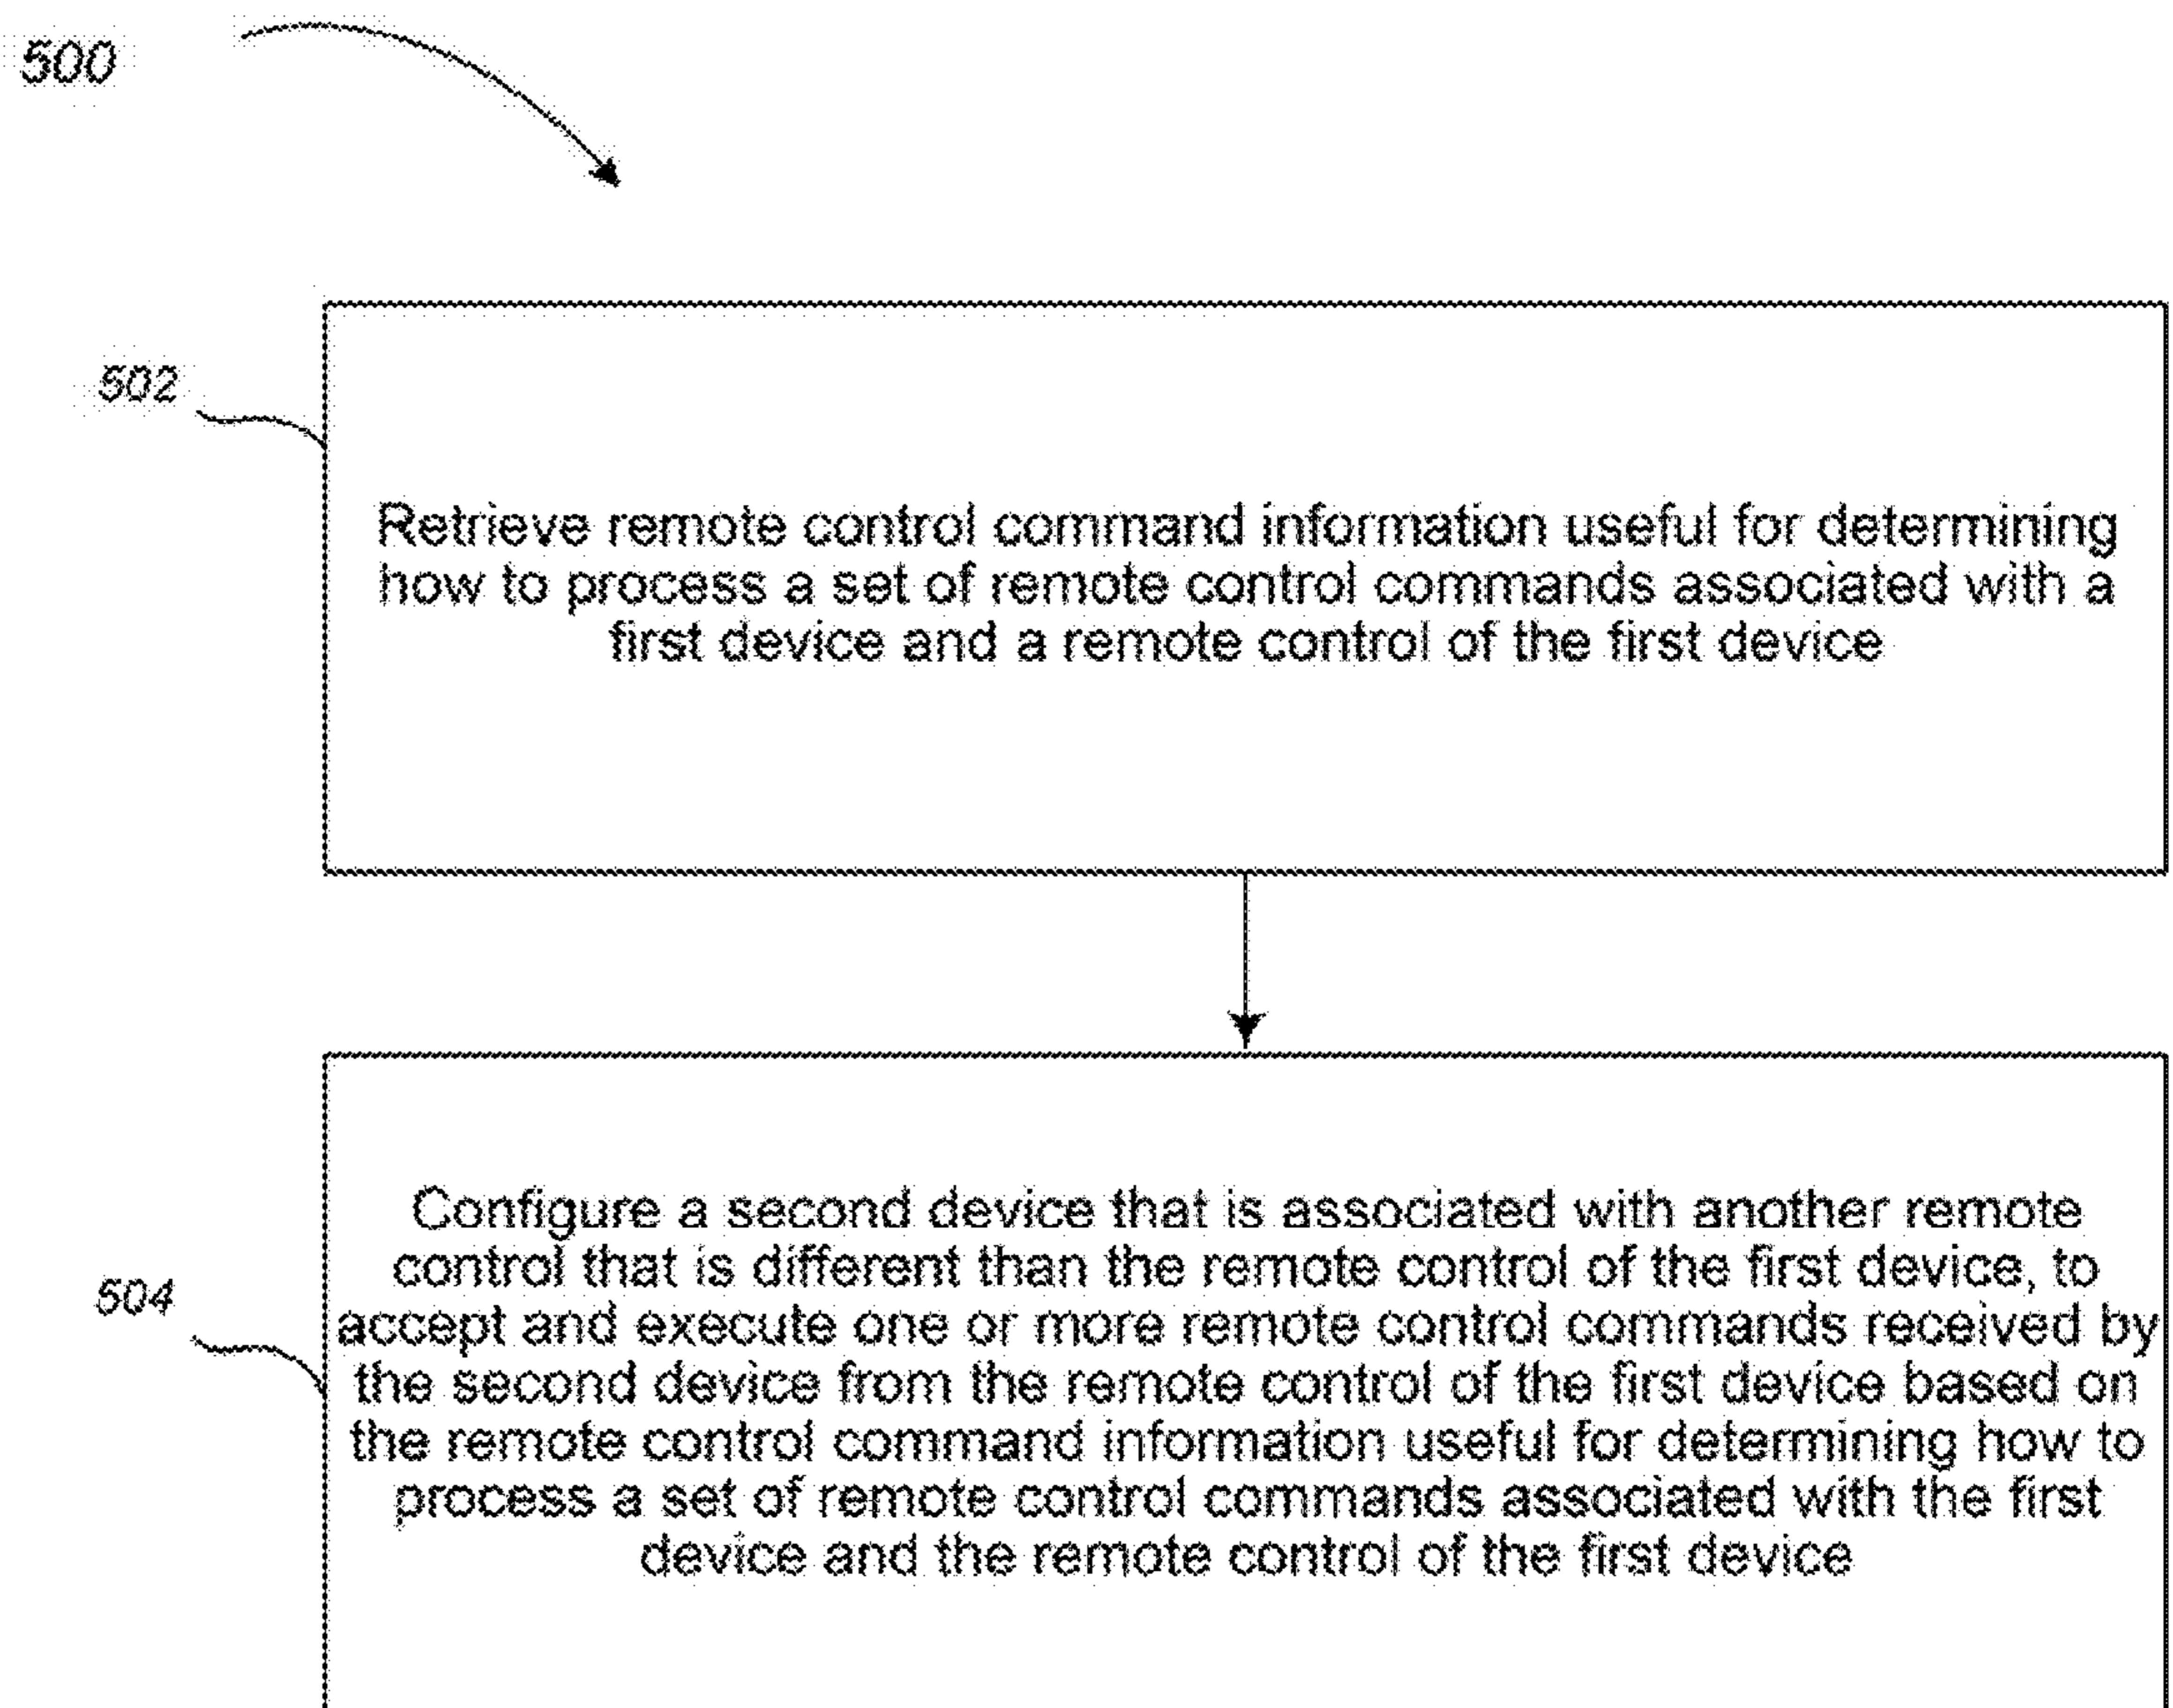 500
502
Retrieve remote control command information useful for determining
how to process a set of remote control commands associated with a
first device and a remote control of the first device
504
Configure a second device that is associated with another remote
control that is different than the remote control of the first device, to
accept and execute one or more remote control commands received by
the second device from the remote control of the first device based on
the remote control command information useful for determining how to
process a set of remote control commands associated with the first
device and the remote control of the first device